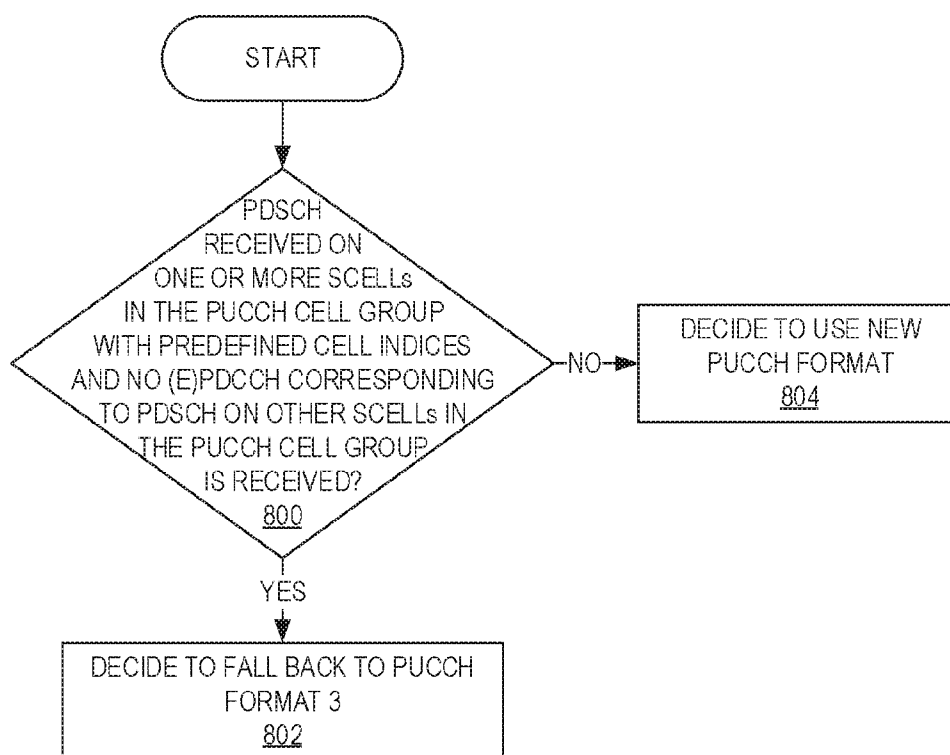 START
PDSCH
RECEIVED ON
ONE OR MORE SCELLs
IN THE PUCCH CELL GROUP
WITH PREDEFINED CELL INDICES
AND NO (E)PDCCH CORRESPONDING
TO PDSCH ON OTHER SCELLs IN
THE PUCCH CELL GROUP
IS RECEIVED?
800
NO
DECIDE TO USE NEW
PUCCH FORMAT
804
YES
DECIDE TO FALL BACK TO PUCCH
FORMAT 3
802